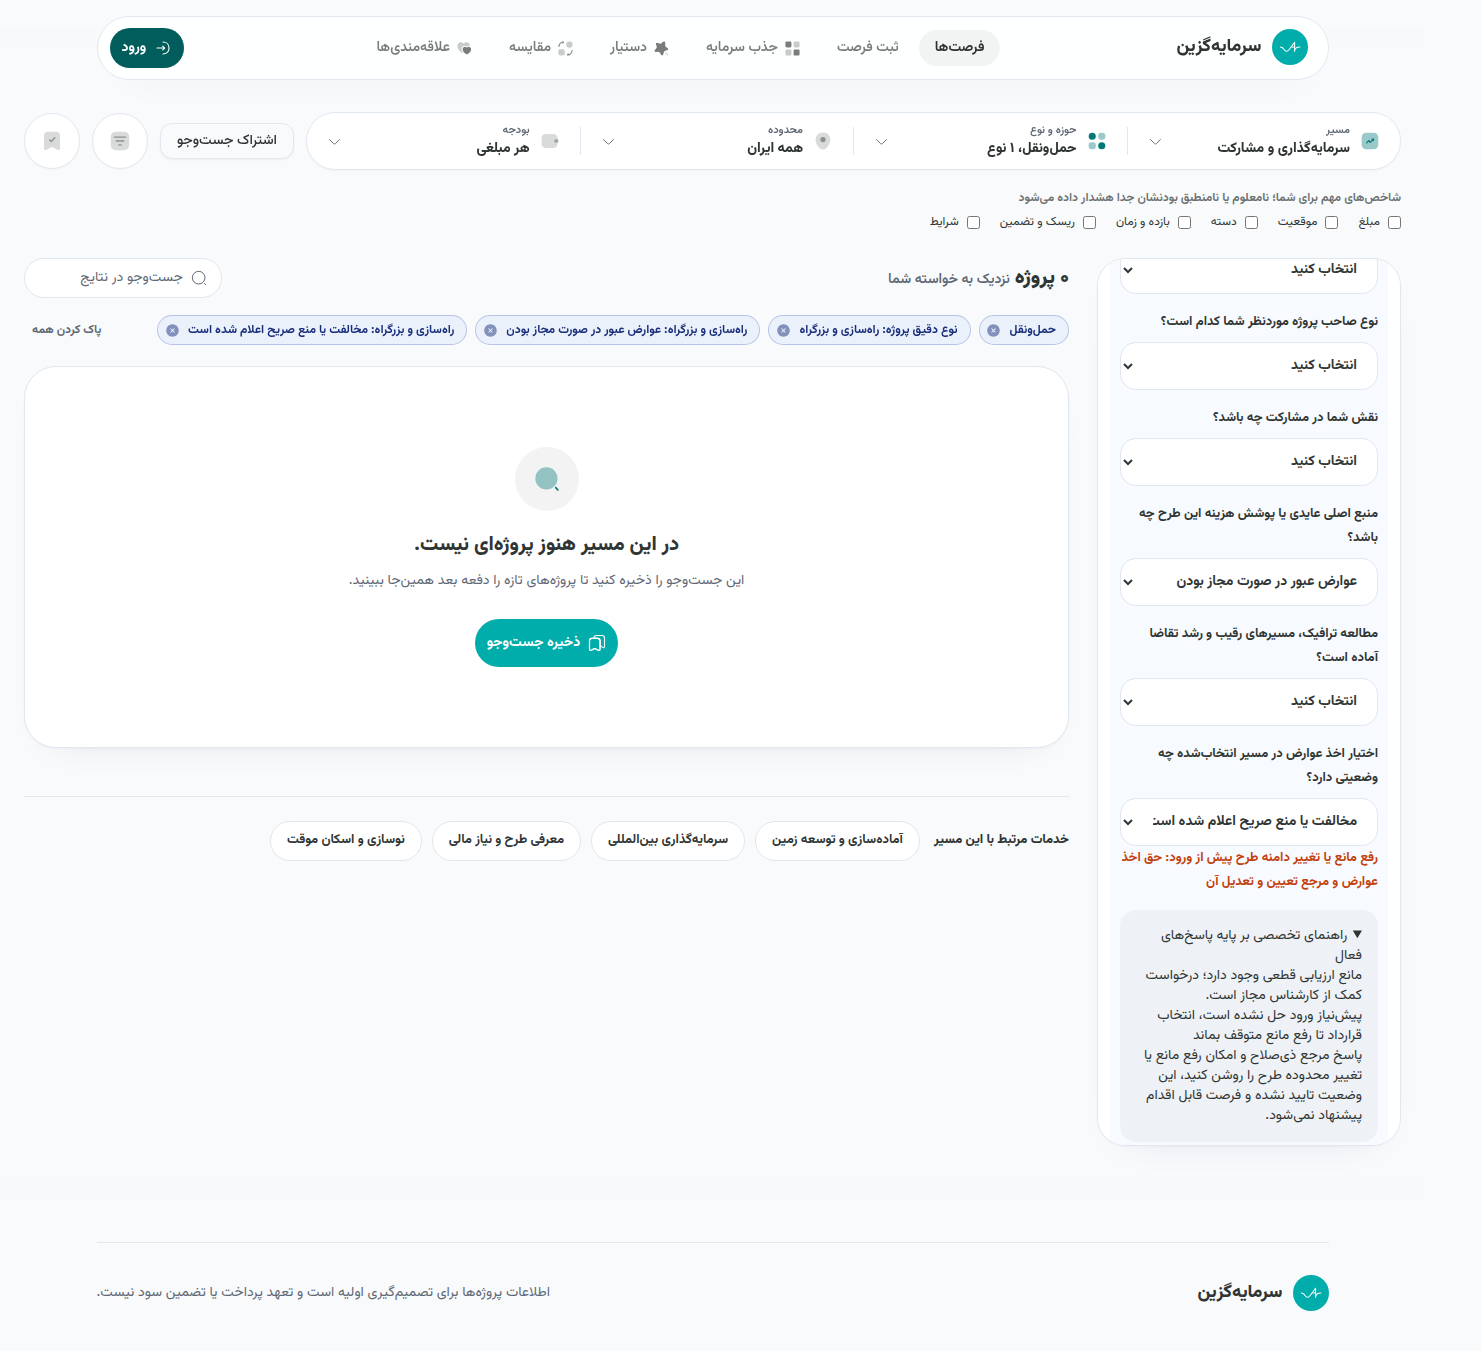 سرمایه‌گزین
فرصت‌ها
ثبت فرصت
جذب سرمایه
دستیار
مقایسه
علاقه‌مندی‌ها
ورود
مسیر
سرمایه‌گذاری و مشارکت
حوزه و نوع
حمل‌ونقل، ۱ نوع
محدوده
همه ایران
بودجه
هر مبلغی
اشتراک جست‌وجو
شاخص‌های مهم برای شما؛ نامعلوم یا نامنطبق بودنشان جدا هشدار داده می‌شود
مبلغ
موقعیت
دسته
بازده و زمان
ریسک و تضمین
شرایط
انتخاب کنید
نوع صاحب پروژه موردنظر شما کدام است؟
انتخاب کنید
نقش شما در مشارکت چه باشد؟
انتخاب کنید
منبع اصلی عایدی یا پوشش هزینه این طرح چه
باشد؟
عوارض عبور در صورت مجاز بودن
مطالعه ترافیک، مسیرهای رقیب و رشد تقاضا
آماده است؟
انتخاب کنید
اختیار اخذ عوارض در مسیر انتخاب‌شده چه
وضعیتی دارد؟
مخالفت یا منع صریح اعلام شده است
رفع مانع یا تغییر دامنه طرح پیش از ورود: حق اخذ
عوارض و مرجع تعیین و تعدیل آن
▼ راهنمای تخصصی بر پایه پاسخ‌های
فعال
مانع ارزیابی قطعی وجود دارد؛ درخواست
کمک از کارشناس مجاز است.
پیش‌نیاز ورود حل نشده است، انتخاب
قرارداد تا رفع مانع متوقف بماند
پاسخ مرجع ذی‌صلاح و امکان رفع مانع یا
تغییر محدوده طرح را روشن کنید، این
وضعیت تایید نشده و فرصت قابل اقدام
پیشنهاد نمی‌شود.
۰ پروژه نزدیک به خواسته شما
جست‌وجو در نتایج
حمل‌ونقل
نوع دقیق پروژه: راه‌سازی و بزرگراه
راه‌سازی و بزرگراه: عوارض عبور در صورت مجاز بودن
راه‌سازی و بزرگراه: مخالفت یا منع صریح اعلام شده است
پاک کردن همه
در این مسیر هنوز پروژه‌ای نیست.
این جست‌وجو را ذخیره کنید تا پروژه‌های تازه را دفعه بعد همین‌جا ببینید.
ذخیره جست‌وجو
خدمات مرتبط با این مسیر
آماده‌سازی و توسعه زمین
سرمایه‌گذاری بین‌المللی
معرفی طرح و نیاز مالی
نوسازی و اسکان موقت
سرمایه‌گزین
اطلاعات پروژه‌ها برای تصمیم‌گیری اولیه است و تعهد پرداخت یا تضمین سود نیست.